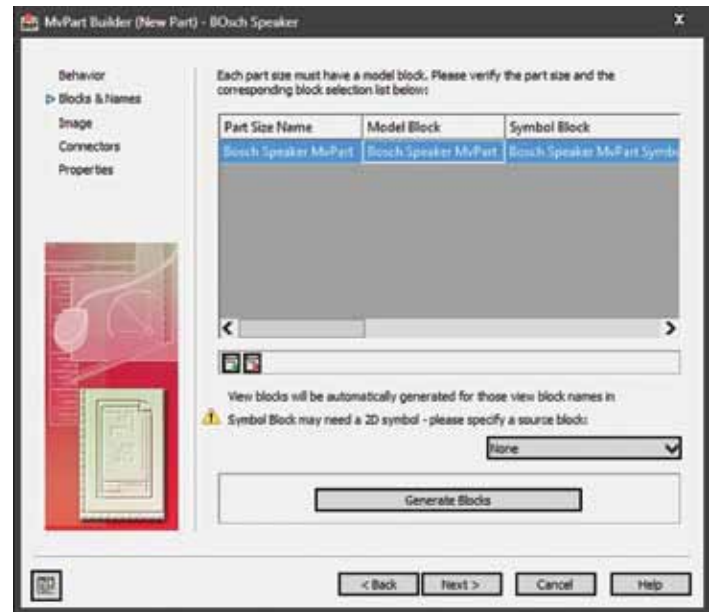 MvPart Builder (New Part) - BOsch Speaker
X
Behavior
Blocks & Names
Image
Connectors
Properties
Each part size must have a model block. Please verify the part size and the
corresponding block selection list below:
Part Size Name Model Block Symbol Block
Bosch Speaker MvPart Bosch Speaker MvPart Bosch Speaker MvPart Symbo
View blocks will be automatically generated for those view block names in
Symbol Block may need a 2D symbol - please specify a source block:
None
Generate Blocks
< Back Next > Cancel Help